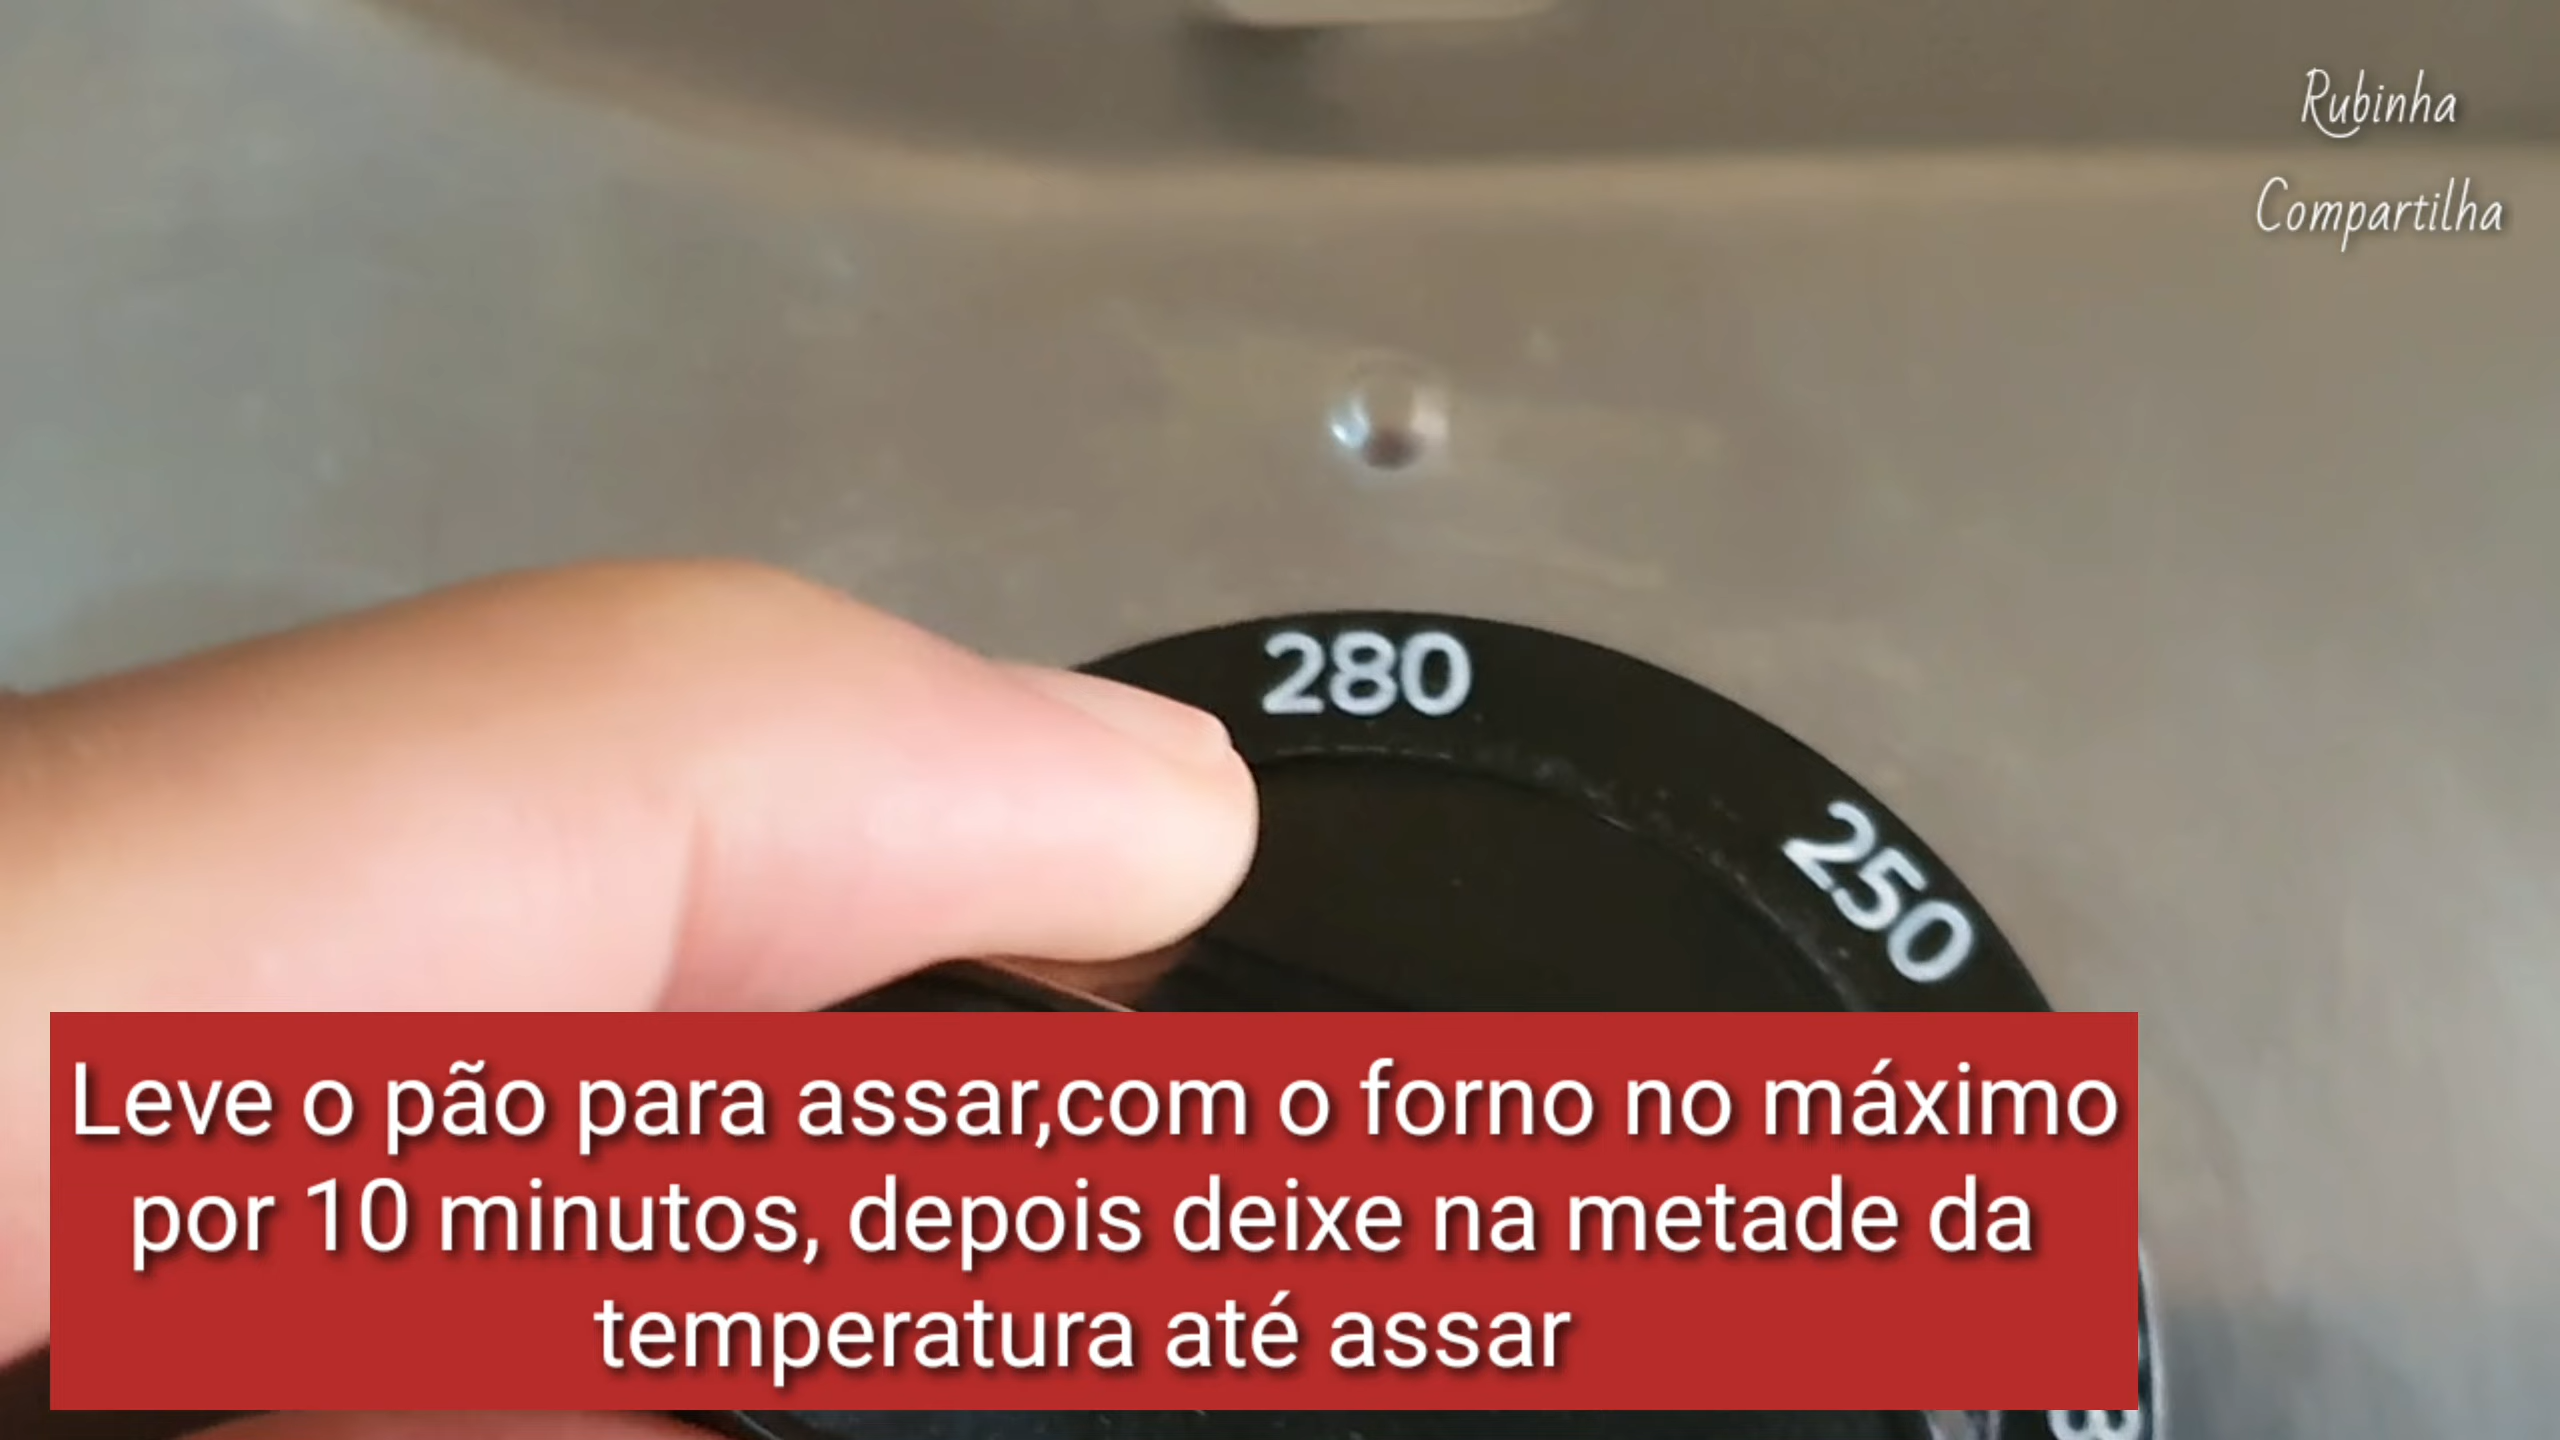 Rubinha
Compartilha
280
250
Leve o pão para assar,com o forno no máximo
por 10 minutos, depois deixe na metade da
temperatura até assar